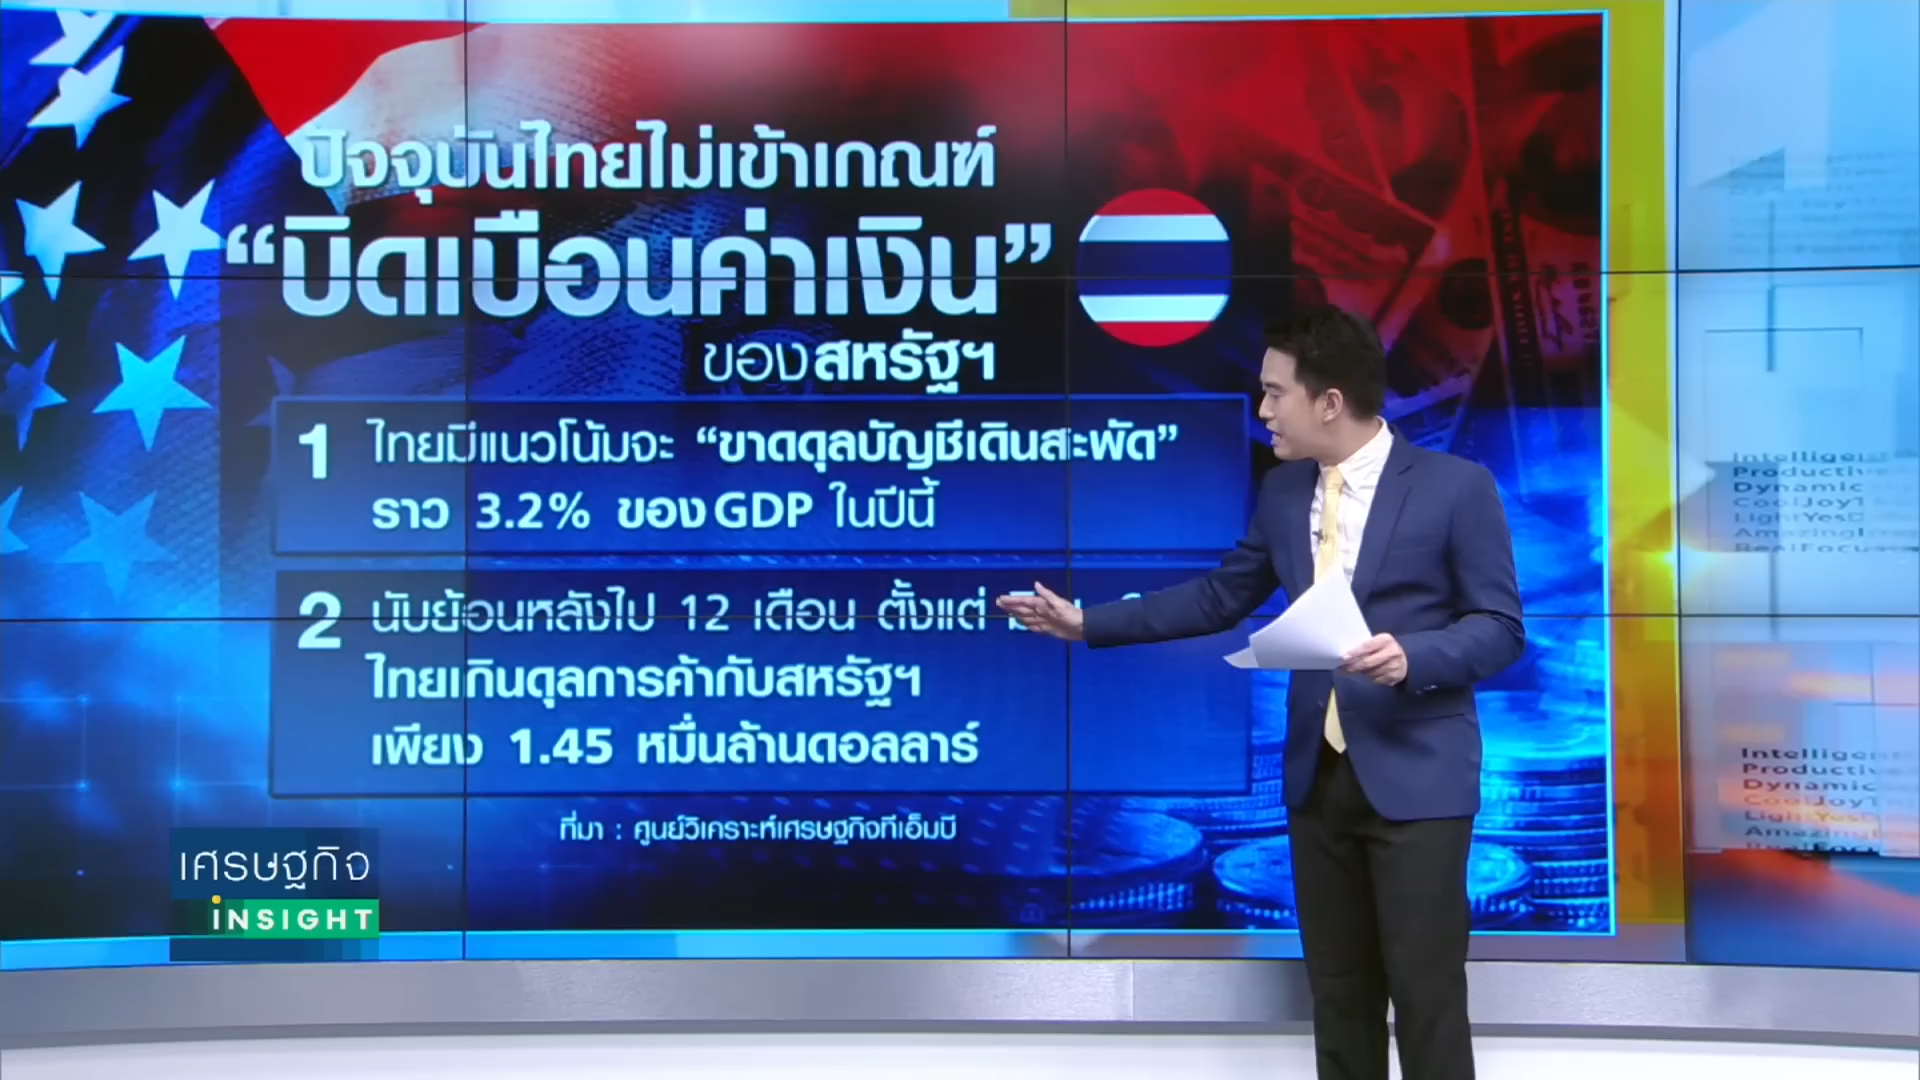 ปัจจุบันไทยไม่เข้าเกณฑ์
“บิดเบือนค่าเงิน”
ของสหรัฐฯ
1 ไทยมีแนวโน้มจะ “ขาดดุลบัญชีเดินสะพัด”
ราว 3.2% ของ GDP ในปีนี้
2 นับย้อนหลังไป 12 เดือน ตั้งแต่
ไทยเกินดุลการค้ากับสหรัฐฯ
เพียง 1.45 หมื่นล้านดอลลาร์
ที่มา : ศูนย์วิเคราะห์เศรษฐกิจทีเอ็มบี
เศรษฐกิจ
INSIGHT
Productive
Dynamic
CoolJoy
Amazing
Productive
Dynamic